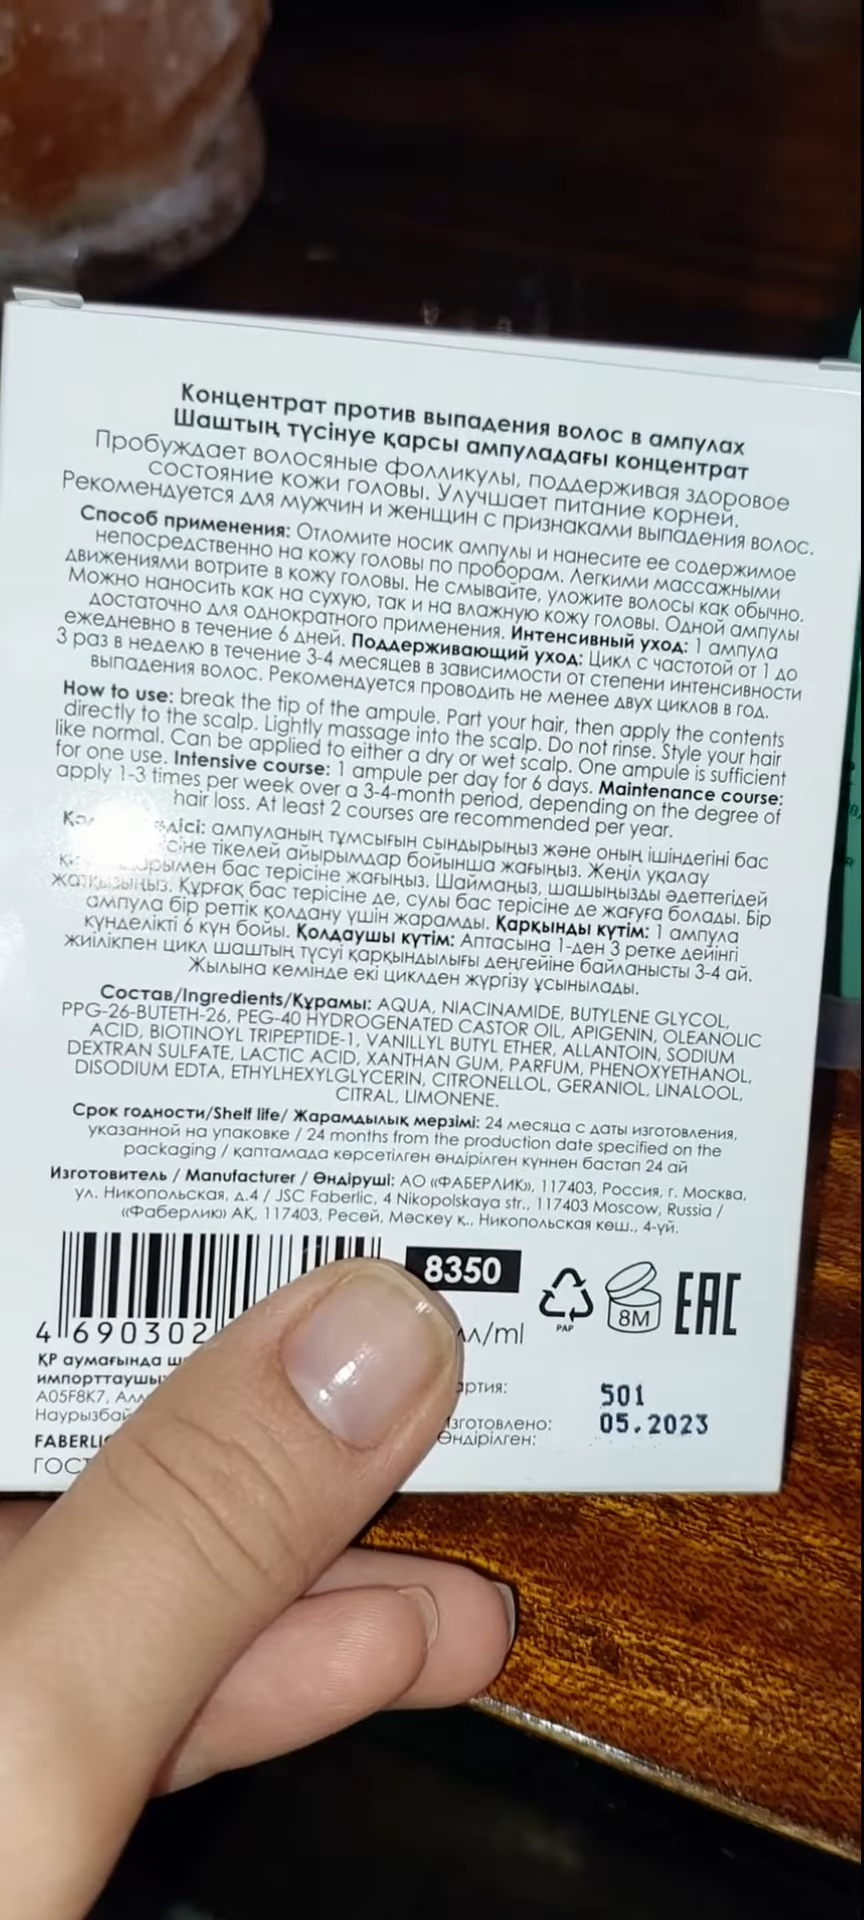 Концентрат против выпадения волос в ампулах
Шаштың түсінуе қарсы ампуладағы концентрат
Пробуждает волосяные фолликулы, поддерживая здоровое
состояние кожи головы. Улучшает питание корней.
Рекомендуется для мужчин и женщин с признаками выпадения волос.
Способ применения: Отломите носик ампулы и нанесите ее содержимое
непосредственно на кожу головы по проборам. Легкими массажными
движениями вотрите в кожу головы. Не смывайте, уложите волосы как обычно.
Можно наносить как на сухую, так и на влажную кожу головы. Одной ампулы
достаточно для однократного применения. Интенсивный уход: 1 ампула
ежедневно в течение 6 дней. Поддерживающий уход: Цикл с частотой от 1 до
3 раз в неделю в течение 3-4 месяцев в зависимости от степени интенсивности
выпадения волос. Рекомендуется проводить не менее двух циклов в год.
How to use: break the tip of the ampule. Part your hair, then apply the contents
directly to the scalp. Lightly massage into the scalp. Do not rinse. Style your hair
like normal. Can be applied to either a dry or wet scalp. One ampule is sufficient
for one use. Intensive course: 1 ampule per day for 6 days. Maintenance course:
apply 1-3 times per week over a 3-4-month period, depending on the degree of
hair loss. At least 2 courses are recommended per year.
ампуланың тұмсығын сындырыңыз және оның ішіндегіні бас
тікелей айырымдар бойынша жағыңыз. Жеңіл уқалау
бас терісіне жағыңыз. Шаймаңыз, шашыңызды әдеттегідей
жатқызыңыз. Құрғақ бас терісіне де, сулы бас терісіне де жағуға болады. Бір
ампула бір реттік қолдану үшін жарамды. Қарқынды күтім: 1 ампула
күнделікті 6 күн бойы. Қолдаушы күтім: Аптасына 1-ден 3 ретке дейінгі
жиілікпен цикл шаштың түсуі қарқындылығы деңгейіне байланысты 3-4 ай.
Жылына кемінде екі циклден жүргізу ұсынылады.
Состав/Ingredients/Құрамы: AQUA, NIACINAMIDE, BUTYLENE GLYCOL,
PPG-26-BUTETH-26, PEG-40 HYDROGENATED CASTOR OIL, APIGENIN, OLEANOLIC
ACID, BIOTINOYL TRIPEPTIDE-1, VANILLYL BUTYL ETHER, ALLANTOIN, SODIUM
DEXTRAN SULFATE, LACTIC ACID, XANTHAN GUM, PARFUM, PHENOXYETHANOL,
DISODIUM EDTA, ETHYLHEXYLGLYCERIN, CITRONELLOL, GERANIOL, LINALOOL,
CITRAL, LIMONENE.
Срок годности/Shelf life/ Жарамдылық мерзімі: 24 месяца с даты изготовления,
указанной на упаковке / 24 months from the production date specified on the
packaging / қаптамада көрсетілген өндірілген күннен бастап 24 ай
Изготовитель / Manufacturer / Өндіруші: АО «ФАБЕРЛИК», 117403, Россия, г. Москва,
ул. Никопольская, д.4 / JSC Faberlic, 4 Nikopolskaya str., 117403 Moscow, Russia /
«Фаберлик» АҚ, 117403, Ресей, Мәскеу қ., Никопольская көш., 4-үй.
8350
8M
EAC
PAP
4 690302
мл/ml
ҚР аумағында
A05F8K7,
501
05.2023